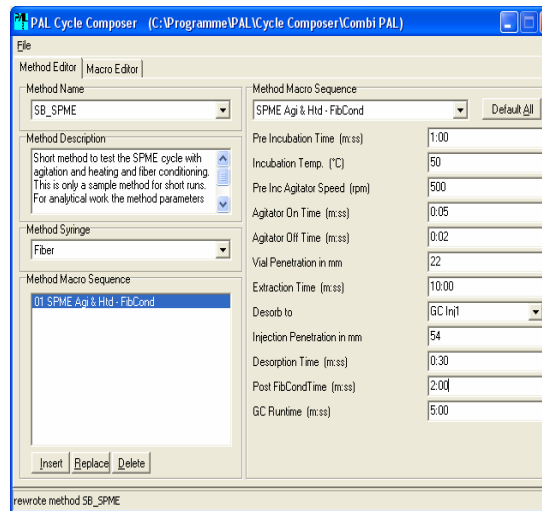 PAL Cycle Composer (C:\Programme\PAL\Cycle Composer\Combi PAL)
File
Method Editor Macro Editor
Method Name
SB_SPME
Method Description
Short method to test the SPME cycle with
agitation and heating and fiber conditioning.
This is only a sample method for short runs.
For analytical work the method parameters
Method Syringe
Fiber
Method Macro Sequence
01 SPME Agi & Htd - FibCond
Insert Replace Delete
Method Macro Sequence
SPME Agi & Htd - FibCond Default All
Pre Incubation Time (m:ss) 1:00
Incubation Temp. (°C) 50
Pre Inc Agitator Speed (rpm) 500
Agitator On Time (m:ss) 0:05
Agitator Off Time (m:ss) 0:02
Vial Penetration in mm 22
Extraction Time (m:ss) 10:00
Desorb to GC Inj1
Injection Penetration in mm 54
Desorption Time (m:ss) 0:30
Post FibCondTime (m:ss) 2:00
GC Runtime (m:ss) 5:00
rewrote method SB_SPME